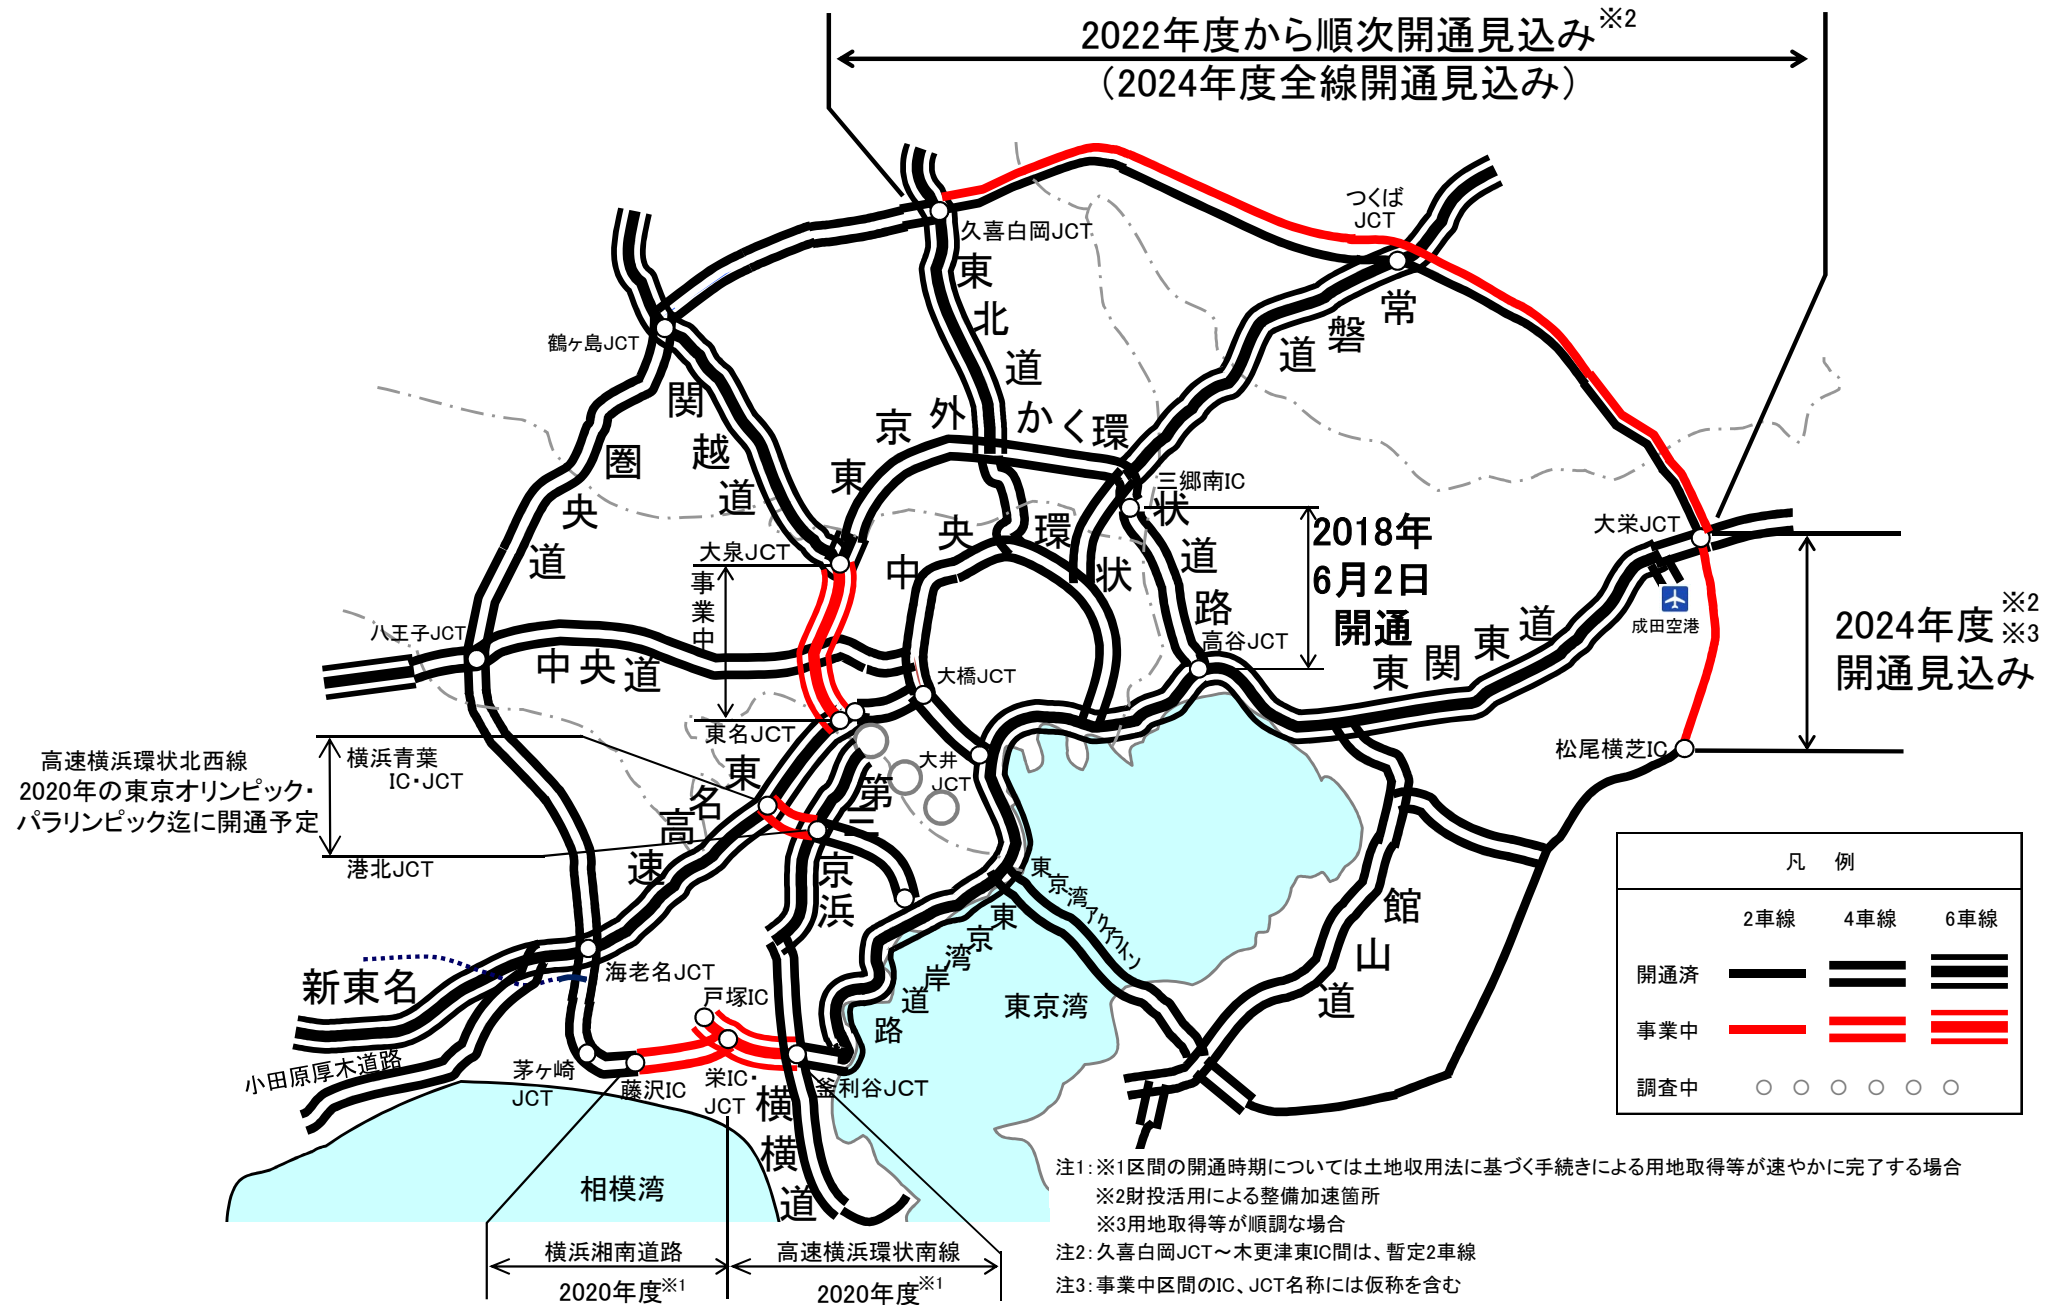 2022年度から順次開通見込み※2
（2024年度全線開通見込み）
つくば
JCT
久喜白岡JCT
東北道
常磐道
鶴ヶ島JCT
関越道
圏央道
東京外かく環状道路
三郷南IC
2018年
6月2日
開通
大栄JCT
大泉JCT
事業中
中央環状
成田空港
2024年度※2
※3
開通見込み
八王子JCT
中央道
高谷JCT
東関東道
大橋JCT
東名JCT
松尾横芝IC
大井
JCT
高速横浜環状北西線
2020年の東京オリンピック・
パラリンピック迄に開通予定
横浜青葉
IC・JCT
港北JCT
東名高速
第三京浜
東京湾アクアライン
東京湾岸道路
館山道
東京湾
新東名
海老名JCT
戸塚IC
小田原厚木道路
茅ヶ崎
JCT
藤沢IC
栄IC・
JCT
釜利谷JCT
横横道
相模湾
横浜湘南道路
2020年度※1
高速横浜環状南線
2020年度※1
凡　例
2車線 4車線 6車線
開通済
事業中
調査中
注1：※1区間の開通時期については土地収用法に基づく手続きによる用地取得等が速やかに完了する場合
※2財投活用による整備加速箇所
※3用地取得等が順調な場合
注2：久喜白岡JCT～木更津東IC間は、暫定2車線
注3：事業中区間のIC、JCT名称には仮称を含む